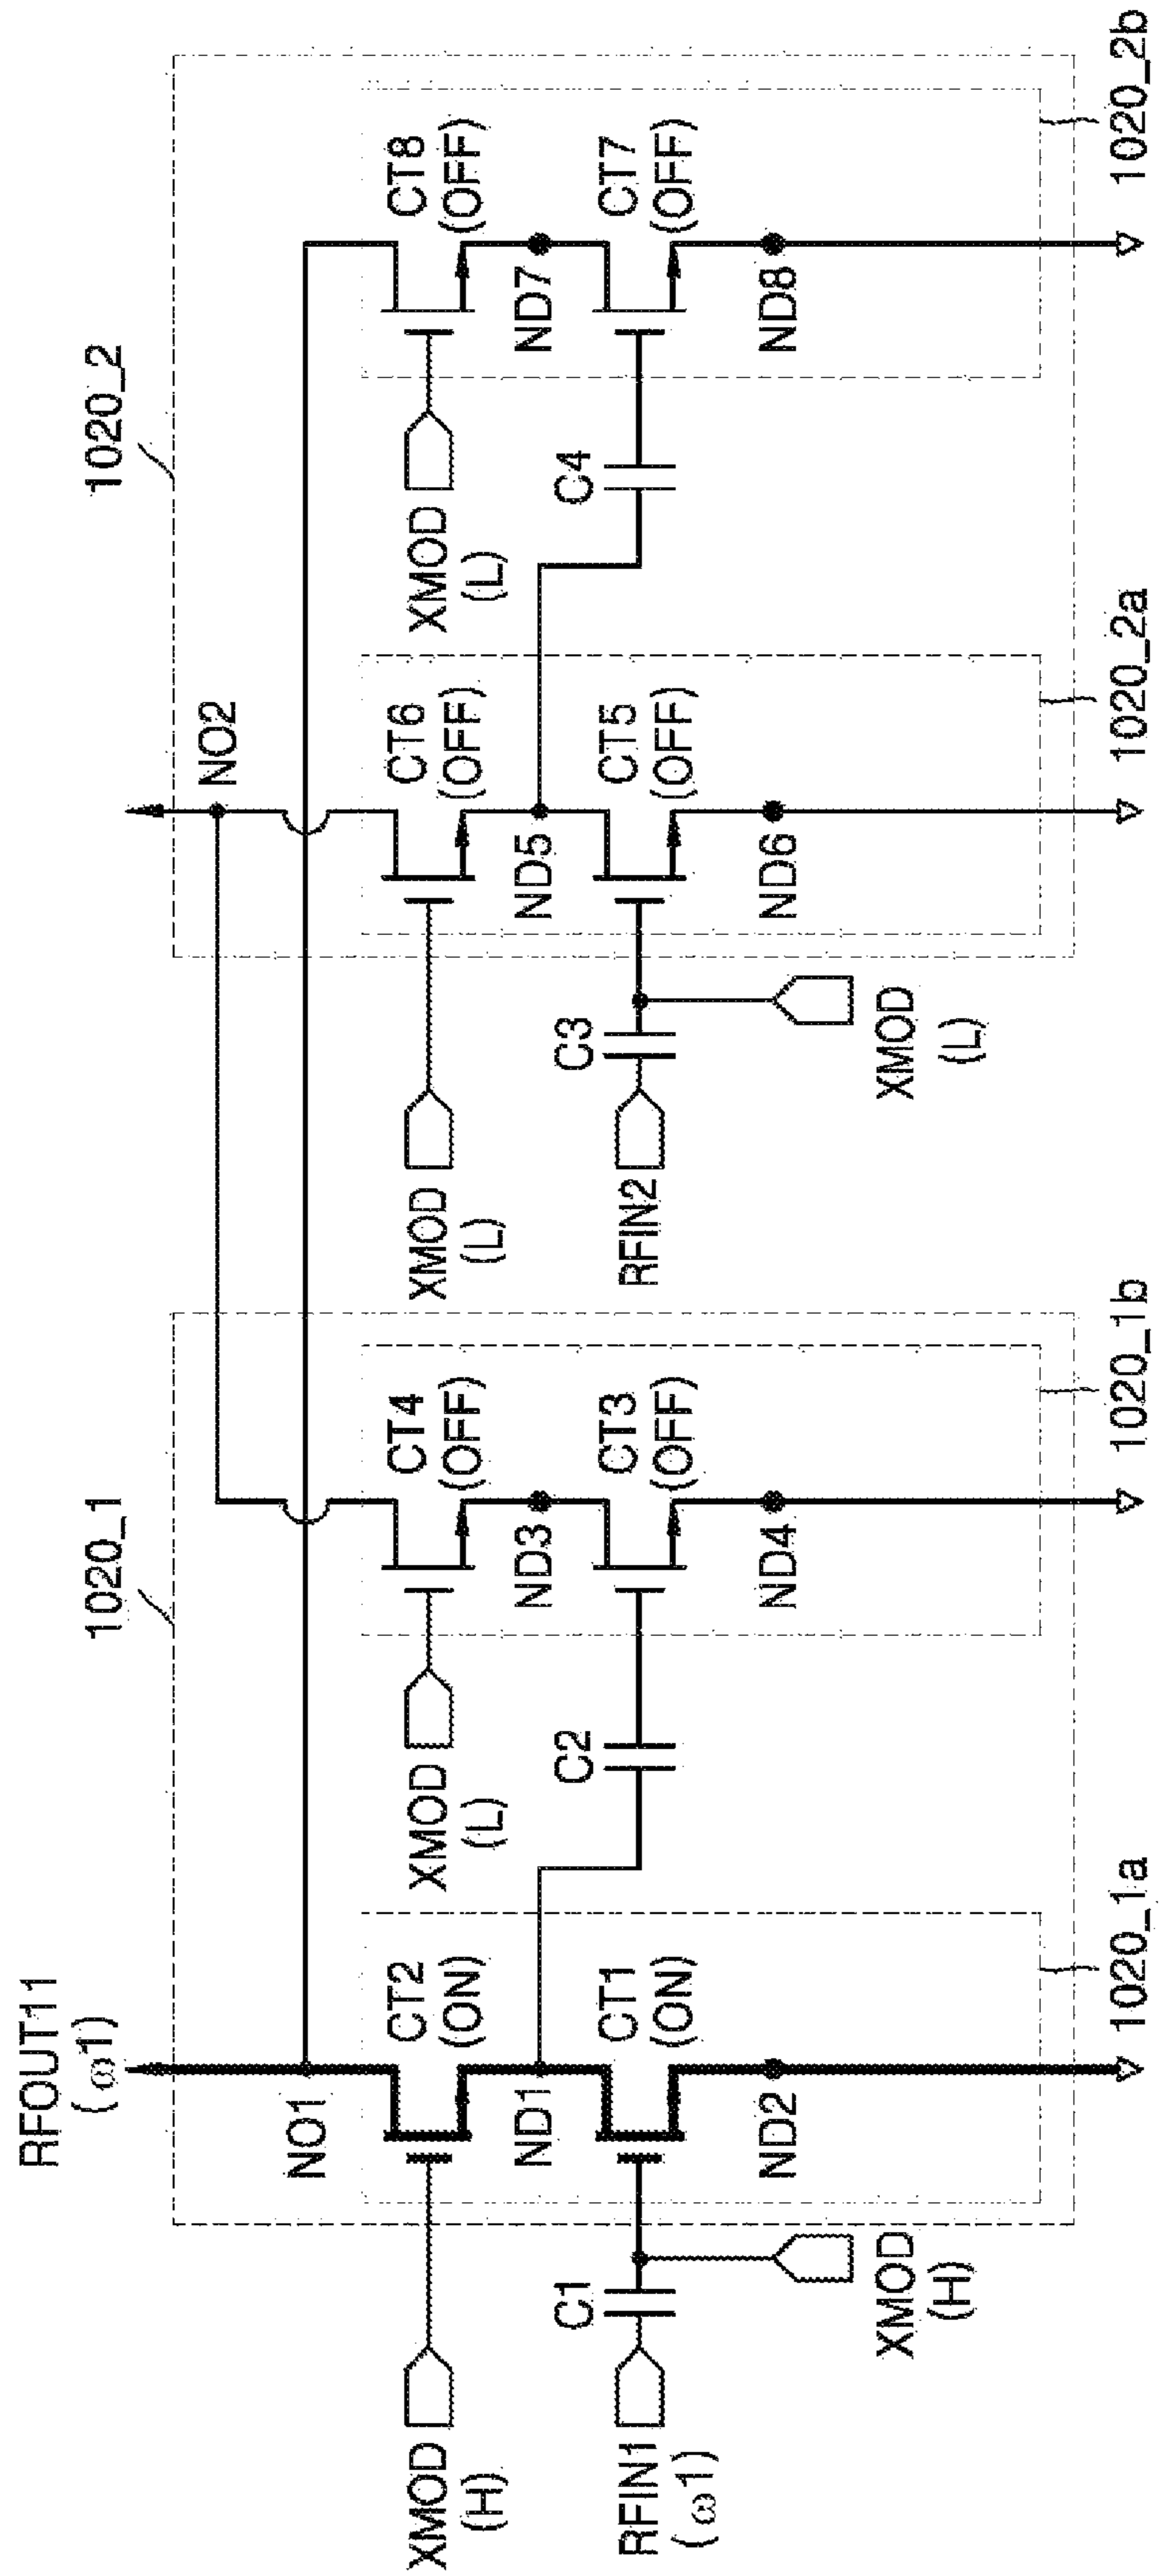 RFOUT11
(ω1)
1020_1
NO2
1020_2
NO1
XMOD
(H)
CT2
(ON)
XMOD
(L)
CT4
(OFF)
XMOD
(L)
CT6
(OFF)
XMOD
(L)
CT8
(OFF)
ND1
ND3
ND5
ND7
RFIN1
(ω1)
C1
CT1
(ON)
C2
CT3
(OFF)
RFIN2
C3
CT5
(OFF)
C4
CT7
(OFF)
XMOD
(H)
ND2
ND4
XMOD
(L)
ND6
ND8
1020_1a
1020_1b
1020_2a
1020_2b